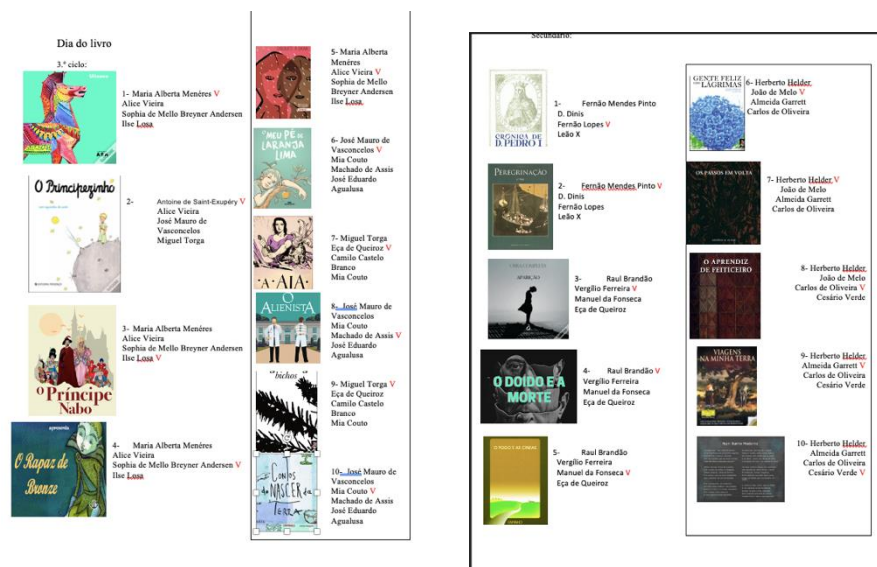 Dia do livro
3.º ciclo:
1- Maria Alberta Menéres V
Alice Vieira
Sophia de Mello Breyner Andersen
Ilse Losa
O Principezinho
2- Antoine de Saint-Exupéry V
Alice Vieira
José Mauro de
Vasconcelos
Miguel Torga
O Príncipe
Nabo
3- Maria Alberta Menéres
Alice Vieira
Sophia de Mello Breyner Andersen
Ilse Losa V
apresenta
O Rapaz de
Bronze
4- Maria Alberta Menéres
Alice Vieira
Sophia de Mello Breyner Andersen V
Ilse Losa
5- Maria Alberta
Menéres
Alice Vieira V
Sophia de Mello
Breyner Andersen
Ilse Losa
O MEU PÉ DE
LARANJA
LIMA
6- José Mauro de
Vasconcelos V
Mia Couto
Machado de Assis
José Eduardo
Agualusa
A AIA
7- Miguel Torga
Eça de Queiroz V
Camilo Castelo
Branco
Mia Couto
O
ALIENISTA
8- José Mauro de
Vasconcelos
Mia Couto
Machado de Assis V
José Eduardo
Agualusa
bichos
9- Miguel Torga V
Eça de Queiroz
Camilo Castelo
Branco
Mia Couto
CONTOS
do NASCER da
TERRA
10- José Mauro de
Vasconcelos
Mia Couto V
Machado de Assis
José Eduardo
Agualusa
Secundário:
CRÓNICA DE
D. PEDRO I
1- Fernão Mendes Pinto
D. Dinis
Fernão Lopes V
Leão X
PEREGRINAÇÃO
2- Fernão Mendes Pinto V
D. Dinis
Fernão Lopes
Leão X
APARIÇÃO
3- Raul Brandão
Vergílio Ferreira V
Manuel da Fonseca
Eça de Queiroz
O DOIDO E A
MORTE
4- Raul Brandão V
Vergílio Ferreira
Manuel da Fonseca
Eça de Queiroz
O FOGO E AS CINZAS
5- Raul Brandão
Vergílio Ferreira
Manuel da Fonseca V
Eça de Queiroz
GENTE FELIZ
COM LÁGRIMAS
6- Herberto Helder
João de Melo V
Almeida Garrett
Carlos de Oliveira
OS PASSOS EM VOLTA
7- Herberto Helder V
João de Melo
Almeida Garrett
Carlos de Oliveira
O APRENDIZ
DE FEITICEIRO
8- Herberto Helder
João de Melo
Carlos de Oliveira V
Cesário Verde
VIAGENS
NA MINHA TERRA
9- Herberto Helder
Almeida Garrett V
Carlos de Oliveira
Cesário Verde
10- Herberto Helder
Almeida Garrett
Carlos de Oliveira
Cesário Verde V